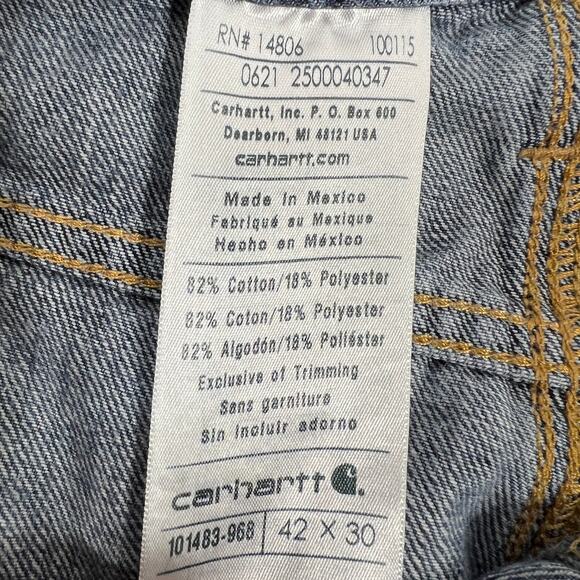 RN# 14806 100115
0621 2500040347
Carhartt, Inc. P. O. Box 600
Dearborn, MI 48121 USA
carhartt.com
Made in Mexico
Fabriqué au Mexique
Hecho en México
82% Cotton/18% Polyester
82% Coton/18% Polyester
82% Algodón/18% Poliéster
Exclusive of Trimming
Sans garniture
Sin incluir adorno
carhartt
101483-968 42 X 30